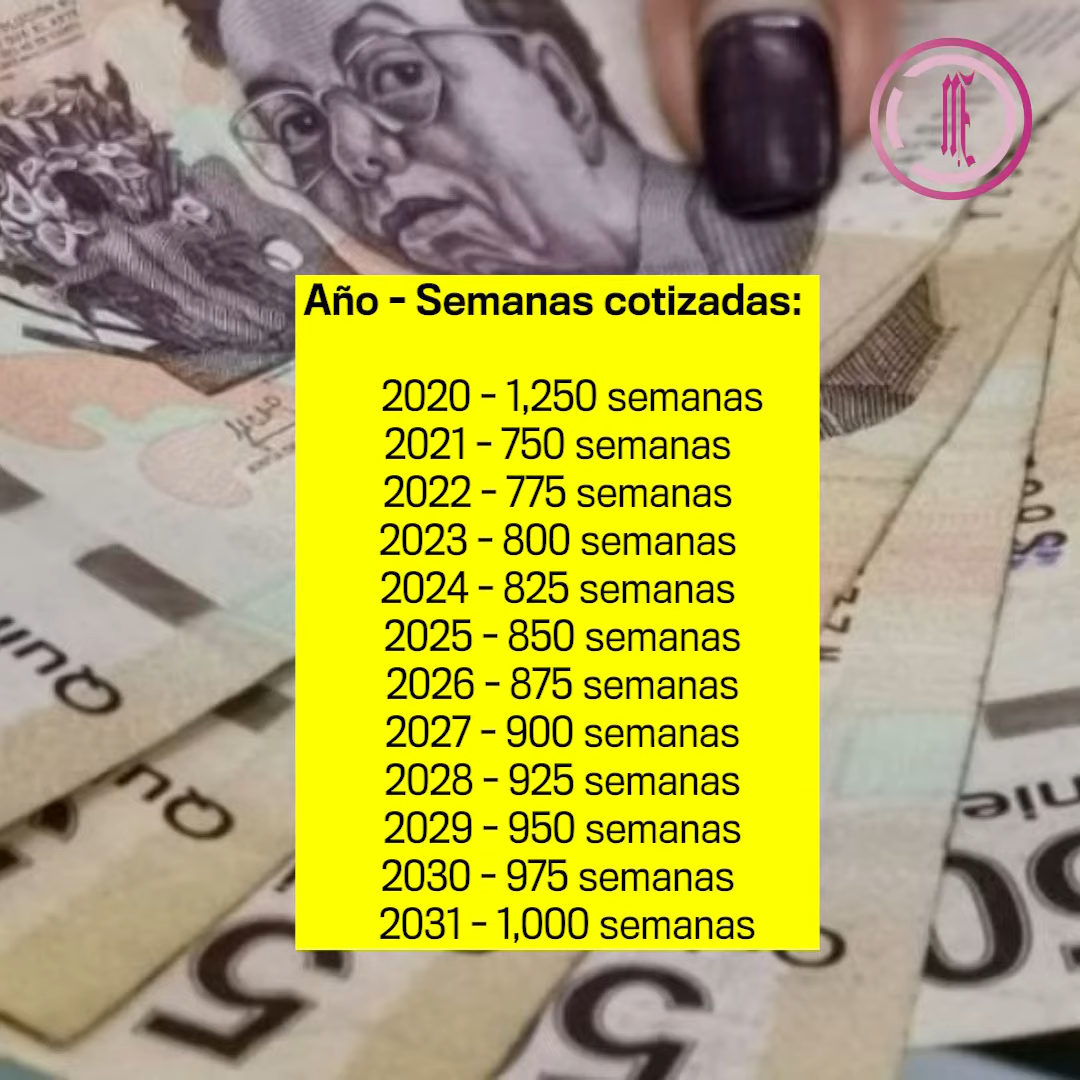 Año - Semanas cotizadas:
2020 - 1,250 semanas
2021 - 750 semanas
2022 - 775 semanas
2023 - 800 semanas
2024 - 825 semanas
2025 - 850 semanas
2026 - 875 semanas
2027 - 900 semanas
2028 - 925 semanas
2029 - 950 semanas
2030 - 975 semanas
2031 - 1,000 semanas